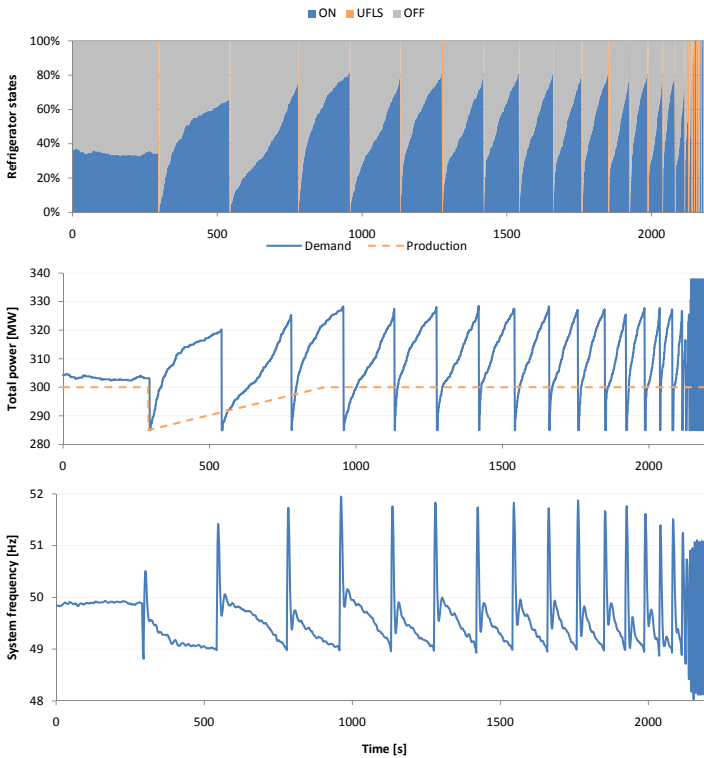 ON UFLS OFF
100%
80%
60%
40%
20%
0%
Refrigerator states
0 500 1000 1500 2000
Demand Production
340
330
320
310
300
290
280
Total power [MW]
0 500 1000 1500 2000
52
51
50
49
48
System frequency [Hz]
0 500 1000 1500 2000
Time [s]